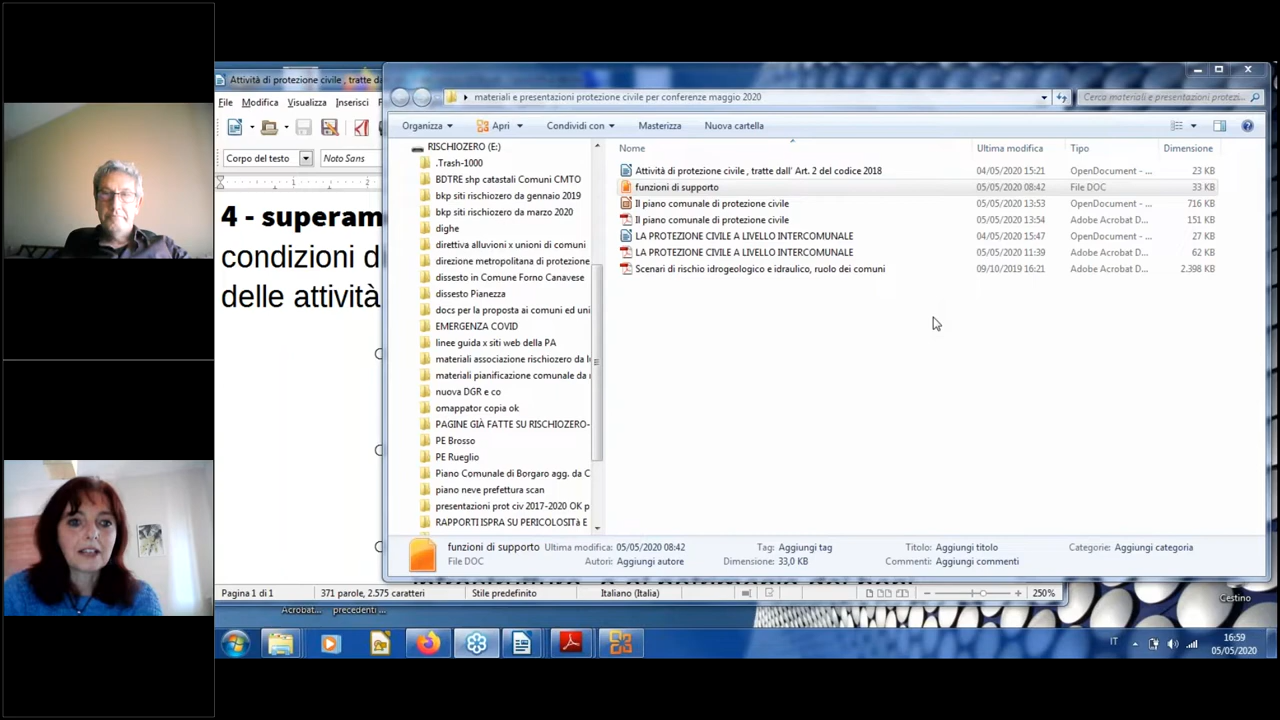 Attività di protezione civile , tratte da
File Modifica Visualizza Inserisci
Corpo del testo Noto Sans
4 - superam
condizioni d
delle attività
materiali e presentazioni protezione civile per conferenze maggio 2020
Cerca materiali e presentazioni protezi...
Organizza Apri Condividi con Masterizza Nuova cartella
RISCHIOZERO (E:)
.Trash-1000
BDTRE shp catastali Comuni CMTO
bkp siti rischiozero da gennaio 2019
bkp siti rischiozero da marzo 2020
dighe
direttiva alluvioni x unioni di comuni
direzione metropolitana di protezione
dissesto in Comune Forno Canavese
dissesto Pianezza
docs per la proposta ai comuni ed uni
EMERGENZA COVID
linee guida x siti web della PA
materiali associazione rischiozero da lu
materiali pianificazione comunale da
nuova DGR e co
omappator copia ok
PAGINE GIÀ FATTE SU RISCHIOZERO-
PE Brosso
PE Rueglio
Piano Comunale di Borgaro agg. da C
piano neve prefettura scan
presentazioni prot civ 2017-2020 OK p
RAPPORTI ISPRA SU PERICOLOSITà E
Nome Ultima modifica Tipo Dimensione
Attività di protezione civile , tratte dall' Art. 2 del codice 2018 04/05/2020 15:21 OpenDocument - ... 23 KB
funzioni di supporto 05/05/2020 08:42 File DOC 33 KB
Il piano comunale di protezione civile 05/05/2020 13:53 OpenDocument - ... 716 KB
Il piano comunale di protezione civile 05/05/2020 13:54 Adobe Acrobat D... 151 KB
LA PROTEZIONE CIVILE A LIVELLO INTERCOMUNALE 04/05/2020 15:47 OpenDocument - ... 27 KB
LA PROTEZIONE CIVILE A LIVELLO INTERCOMUNALE 05/05/2020 11:39 Adobe Acrobat D... 62 KB
Scenari di rischio idrogeologico e idraulico, ruolo dei comuni 09/10/2019 16:21 Adobe Acrobat D... 2.398 KB
funzioni di supporto Ultima modifica: 05/05/2020 08:42 Tag: Aggiungi tag Titolo: Aggiungi titolo Categorie: Aggiungi categoria
File DOC Autori: Aggiungi autore Dimensione: 33,0 KB Commenti: Aggiungi commenti
Pagina 1 di 1 371 parole, 2.575 caratteri Stile predefinito Italiano (Italia) 250%
Acrobat... precedenti ...
Cestino
IT 16:59
05/05/2020